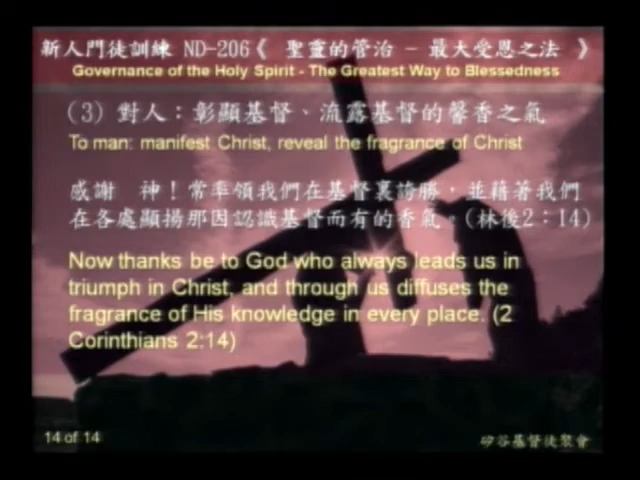 新人門徒訓練 ND-206《 聖靈的管治 - 最大受恩之法 》
Governance of the Holy Spirit - The Greatest Way to Blessedness
(3) 對人：彰顯基督、流露基督的馨香之氣
To man: manifest Christ, reveal the fragrance of Christ
感謝 神！常率領我們在基督裏誇勝，並藉著我們
在各處顯揚那因認識基督而有的香氣。(林後2：14)
Now thanks be to God who always leads us in
triumph in Christ, and through us diffuses the
fragrance of His knowledge in every place. (2
Corinthians 2:14)
14 of 14
矽谷基督徒聚會